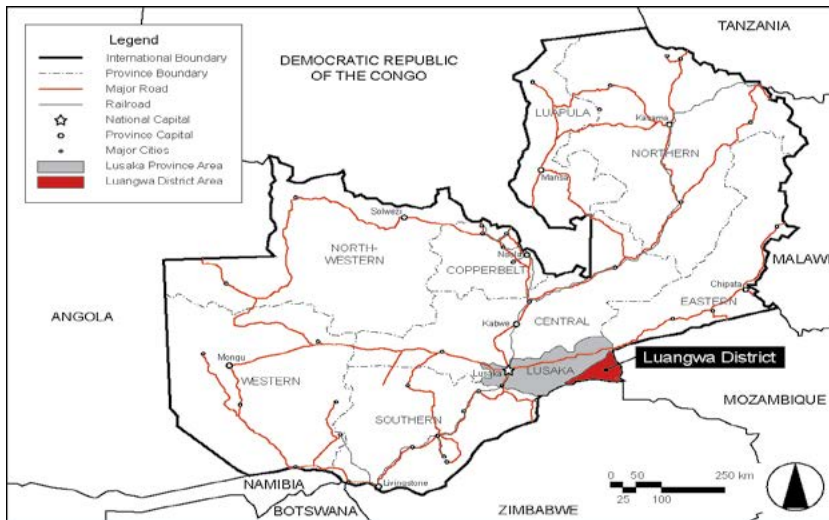 Legend
International Boundary
Province Boundary
Major Road
Railroad
National Capital
Province Capital
Major Cities
Lusaka Province Area
Luangwa District Area
TANZANIA
DEMOCRATIC REPUBLIC
OF THE CONGO
LUAPULA
Kasama
NORTHERN
Mansa
Solwezi
NORTH-
WESTERN
Ndola
COPPERBELT
MALAWI
Chipata
EASTERN
ANGOLA
Kabwe
CENTRAL
Mongu
Lusaka
LUSAKA
Luangwa District
WESTERN
MOZAMBIQUE
SOUTHERN
NAMIBIA
Livingstone
BOTSWANA
ZIMBABWE
0 50 250 km
25 100